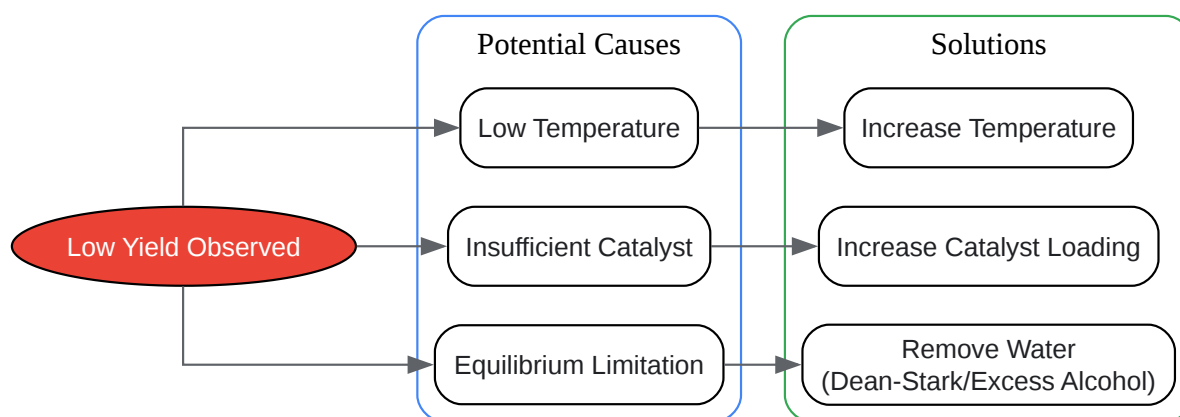 Potential Causes
Solutions
Low Temperature
Increase Temperature
Low Yield Observed
Insufficient Catalyst
Increase Catalyst Loading
Equilibrium Limitation
Remove Water
(Dean-Stark/Excess Alcohol)